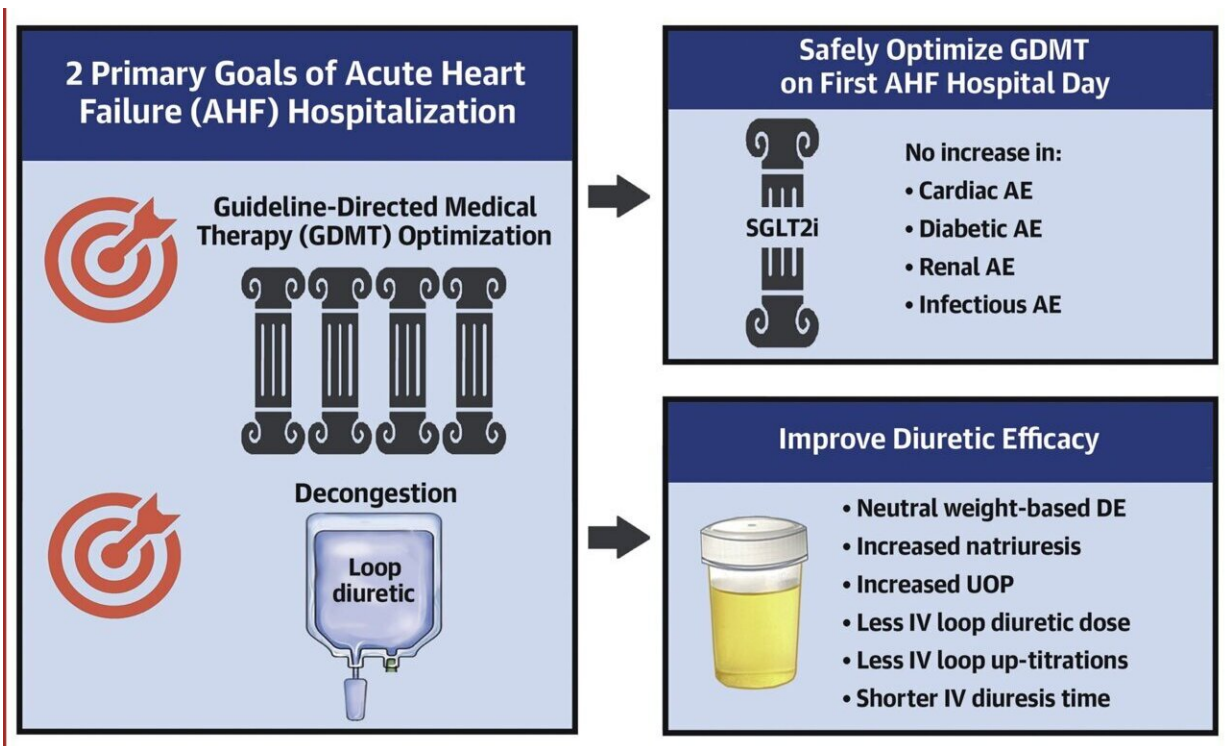 2 Primary Goals of Acute Heart
Failure (AHF) Hospitalization
Guideline-Directed Medical
Therapy (GDMT) Optimization
Decongestion
Loop
diuretic
Safely Optimize GDMT
on First AHF Hospital Day
SGLT2i
No increase in:
• Cardiac AE
• Diabetic AE
• Renal AE
• Infectious AE
Improve Diuretic Efficacy
• Neutral weight-based DE
• Increased natriuresis
• Increased UOP
• Less IV loop diuretic dose
• Less IV loop up-titrations
• Shorter IV diuresis time